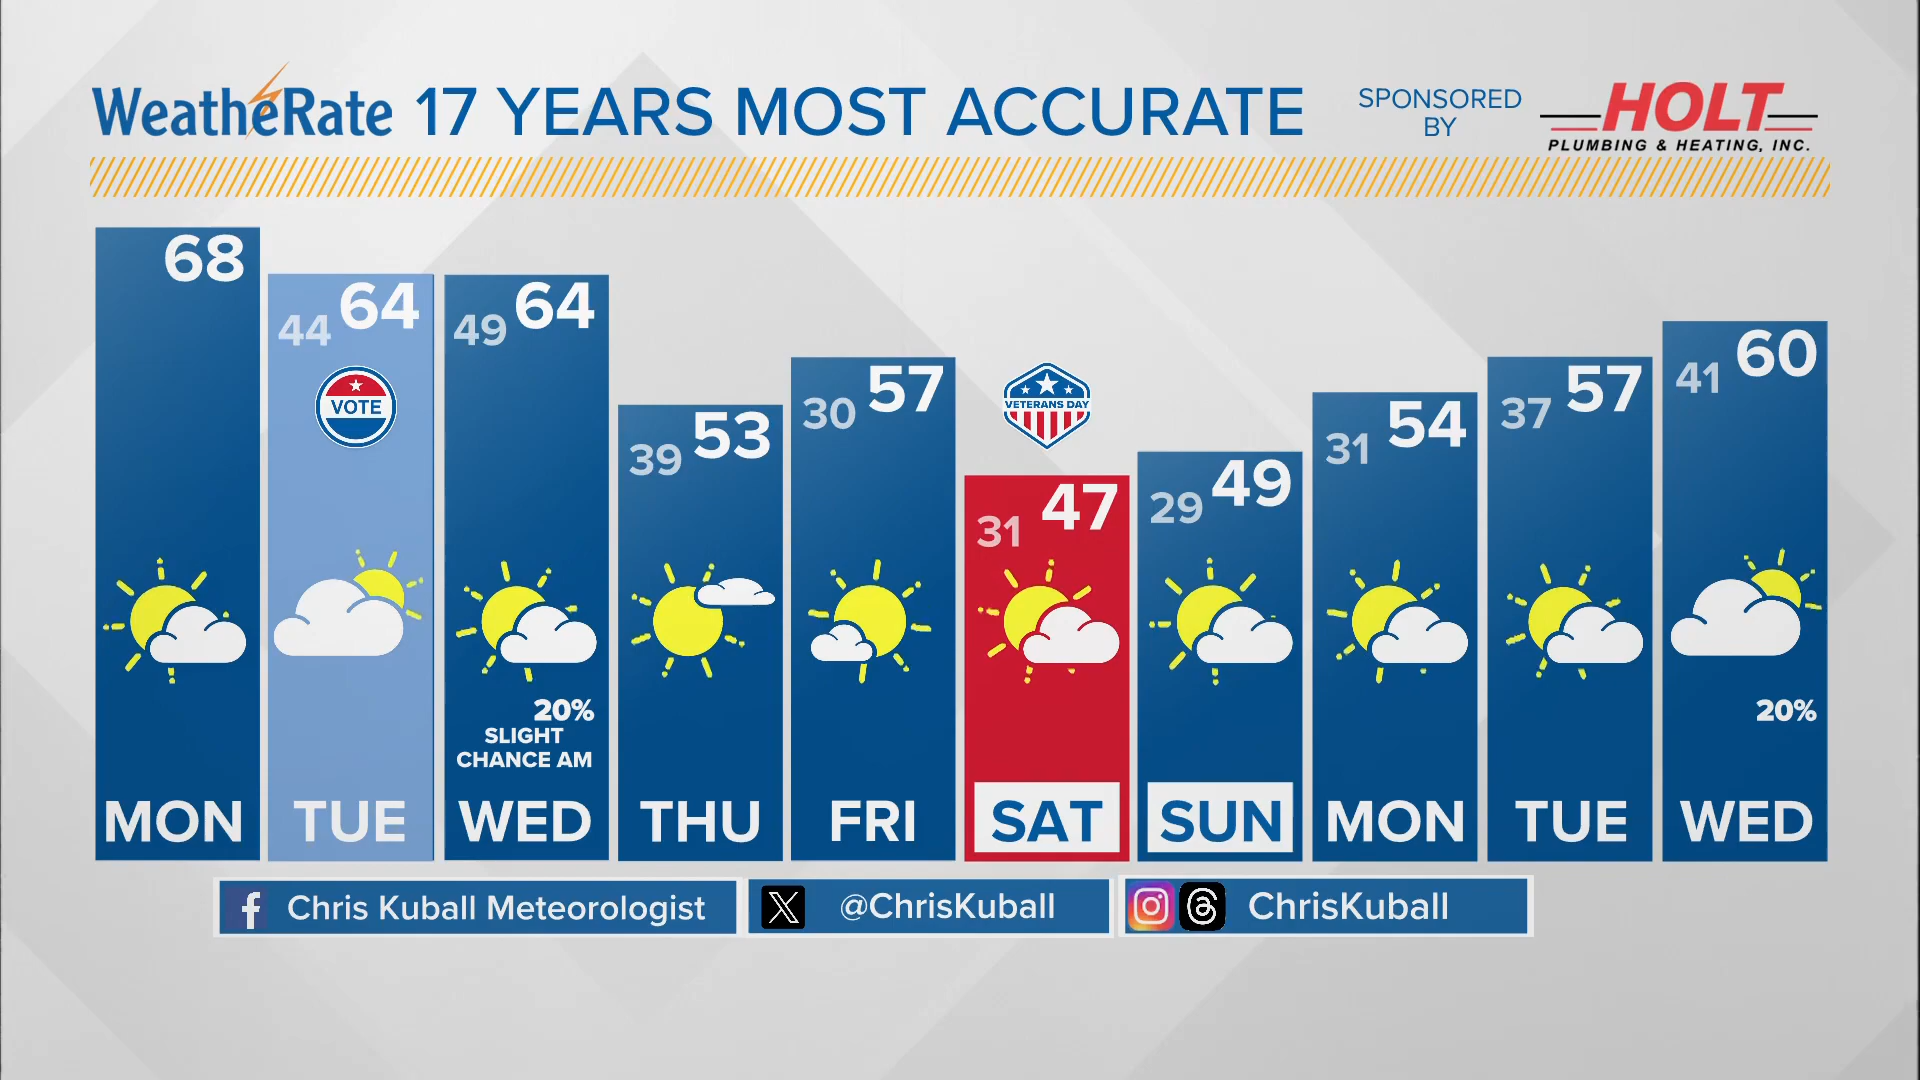 WeatheRate 17 YEARS MOST ACCURATE
SPONSORED
BY
HOLT
PLUMBING & HEATING, INC.
68
44 64
VOTE
49 64
39 53
30 57
VETERANS DAY
31 47
29 49
31 54
37 57
41 60
20%
SLIGHT
CHANCE AM
20%
MON TUE WED THU FRI SAT SUN MON TUE WED
f Chris Kuball Meteorologist
X @ChrisKuball
ChrisKuball